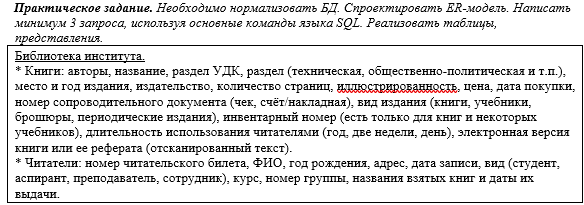 Практическое задание. Необходимо нормализовать БД. Спроектировать ER-модель. Написать
минимум 3 запроса, используя основные команды языка SQL. Реализовать таблицы,
представления.
Библиотека института.
* Книги: авторы, название, раздел УДК, раздел (техническая, общественно-политическая и т.п.),
место и год издания, издательство, количество страниц, иллюстрированность, цена, дата покупки,
номер сопроводительного документа (чек, счёт/накладная), вид издания (книги, учебники,
брошюры, периодические издания), инвентарный номер (есть только для книг и некоторых
учебников), длительность использования читателями (год, две недели, день), электронная версия
книги или ее реферата (отсканированный текст).
* Читатели: номер читательского билета, ФИО, год рождения, адрес, дата записи, вид (студент,
аспирант, преподаватель, сотрудник), курс, номер группы, названия взятых книг и даты их
выдачи.